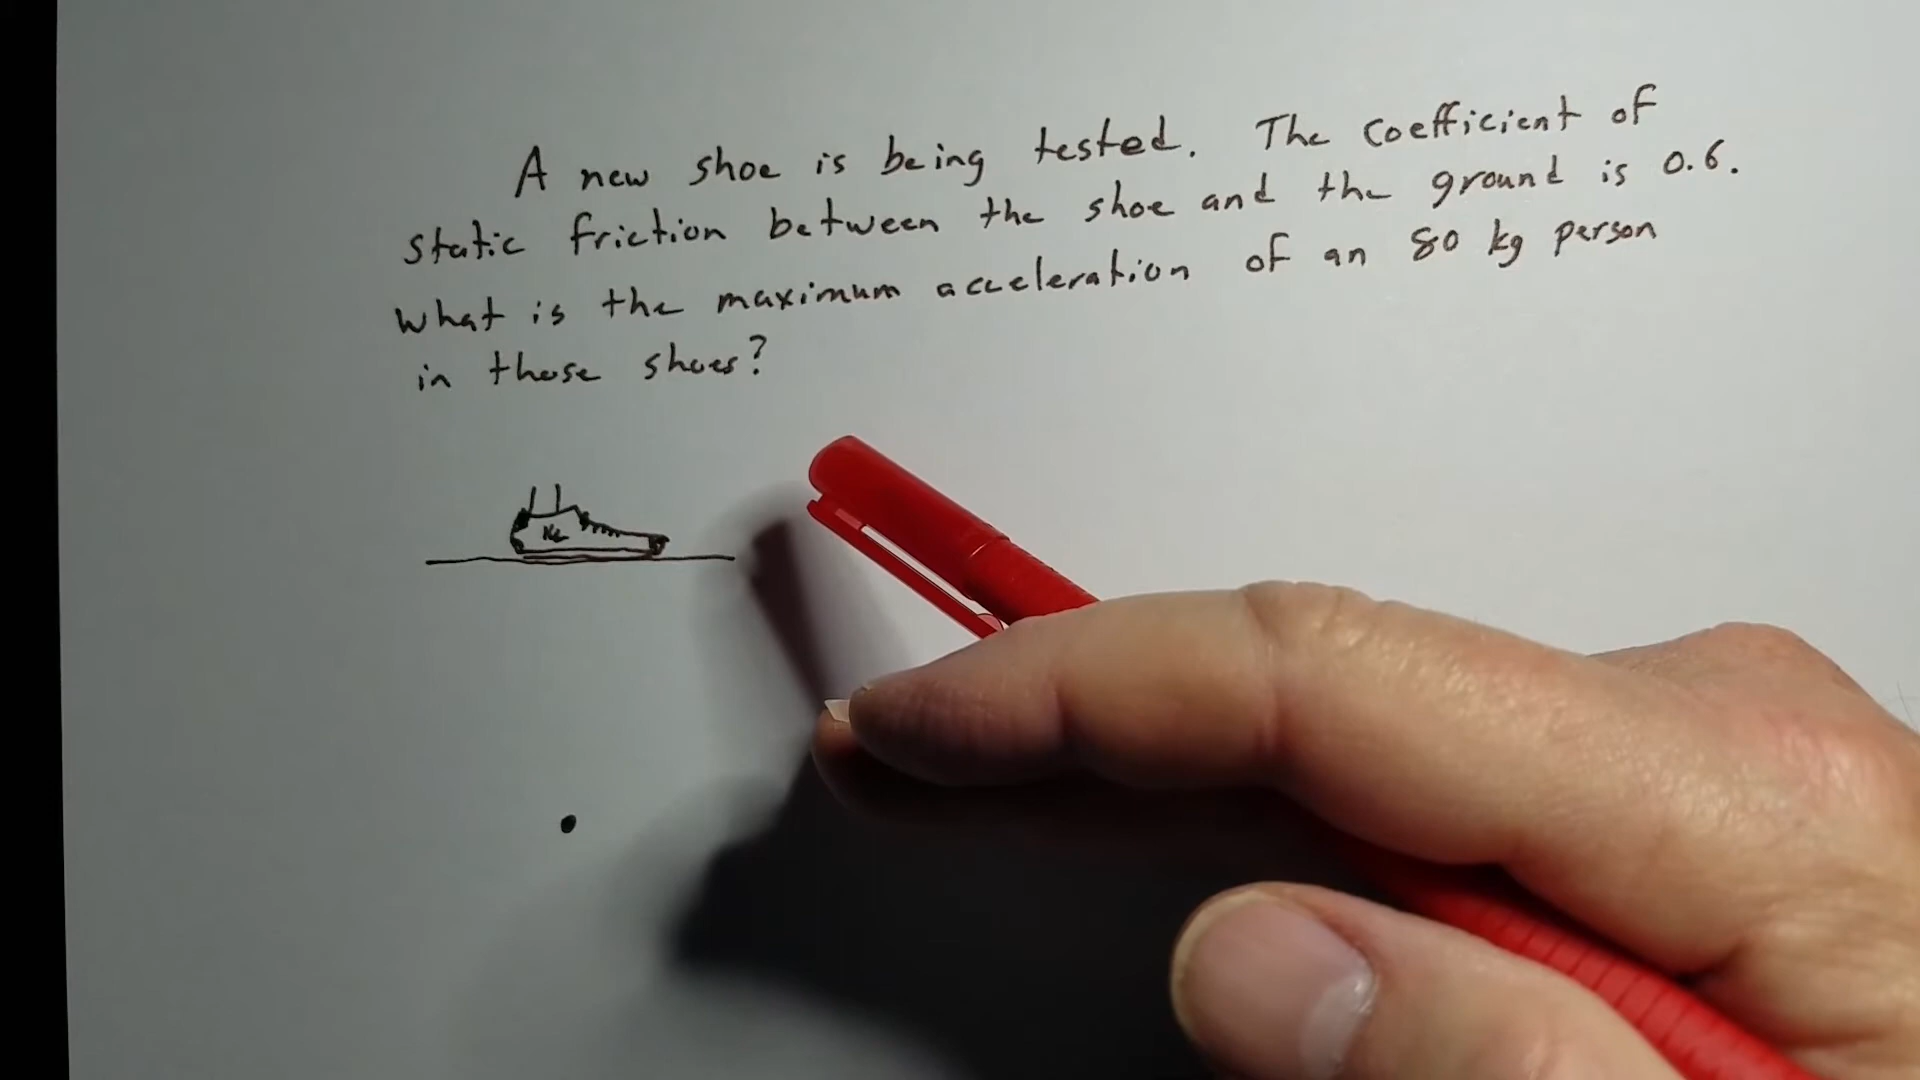 A new shoe is being tested. The coefficient of
static friction between the shoe and the ground is 0.6.
What is the maximum acceleration of an 80 kg person
in those shoes?